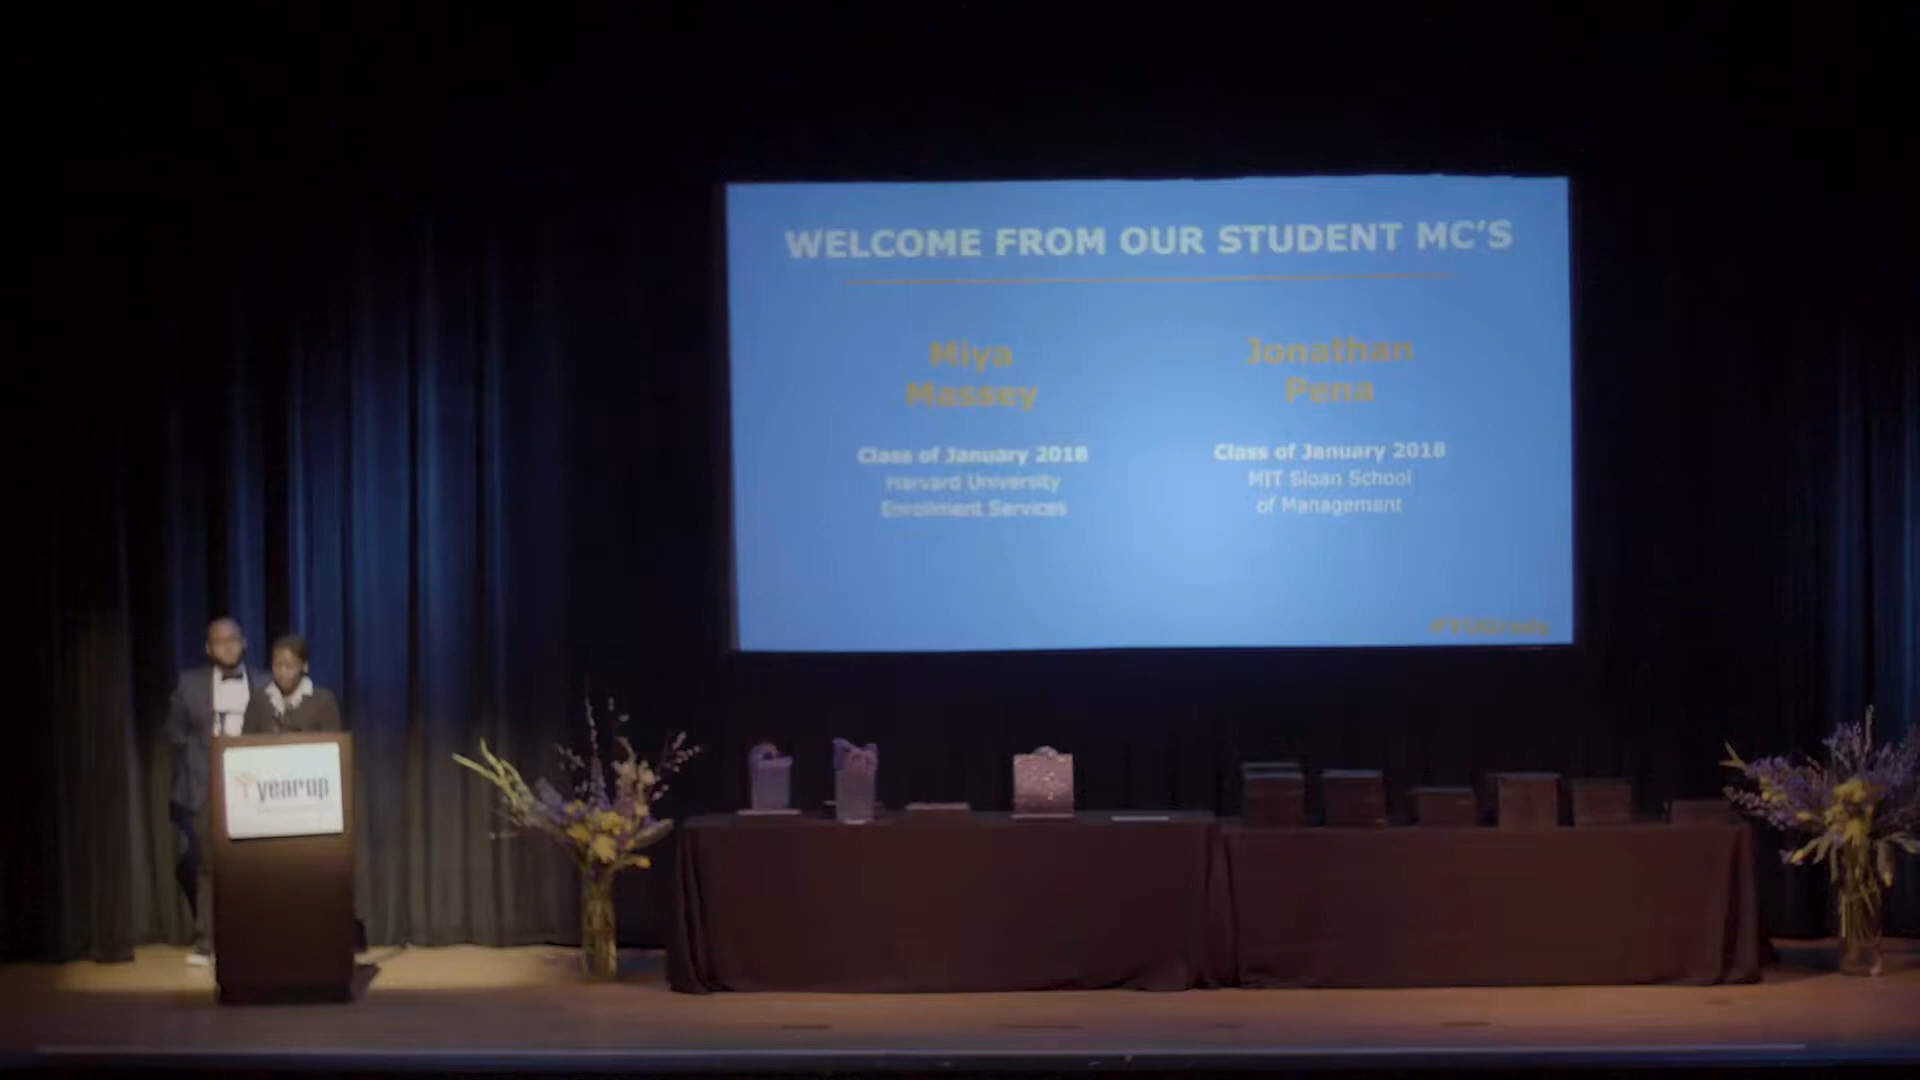 WELCOME FROM OUR STUDENT MC'S
Miya
Massey
Class of January 2018
Harvard University
Enrollment Services
Jonathan
Pena
Class of January 2018
MIT Sloan School
of Management
#YUGrads
year up